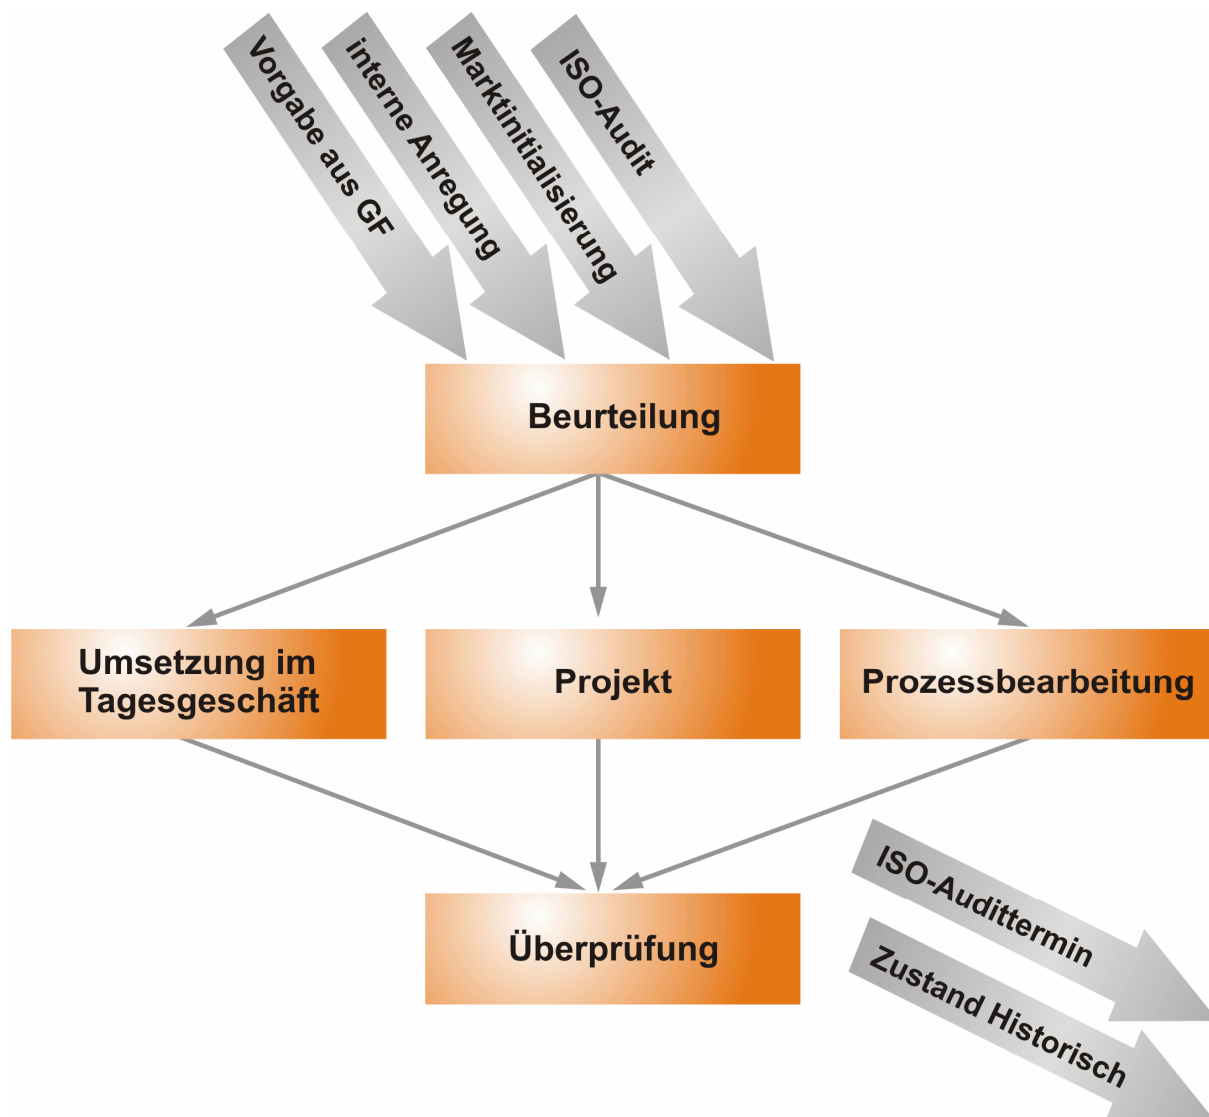 Vorgabe aus GF
interne Anregung
Marktinitialisierung
ISO-Audit
Beurteilung
Umsetzung im
Tagesgeschäft
Projekt
Prozessbearbeitung
Überprüfung
ISO-Audittermin
Zustand Historisch